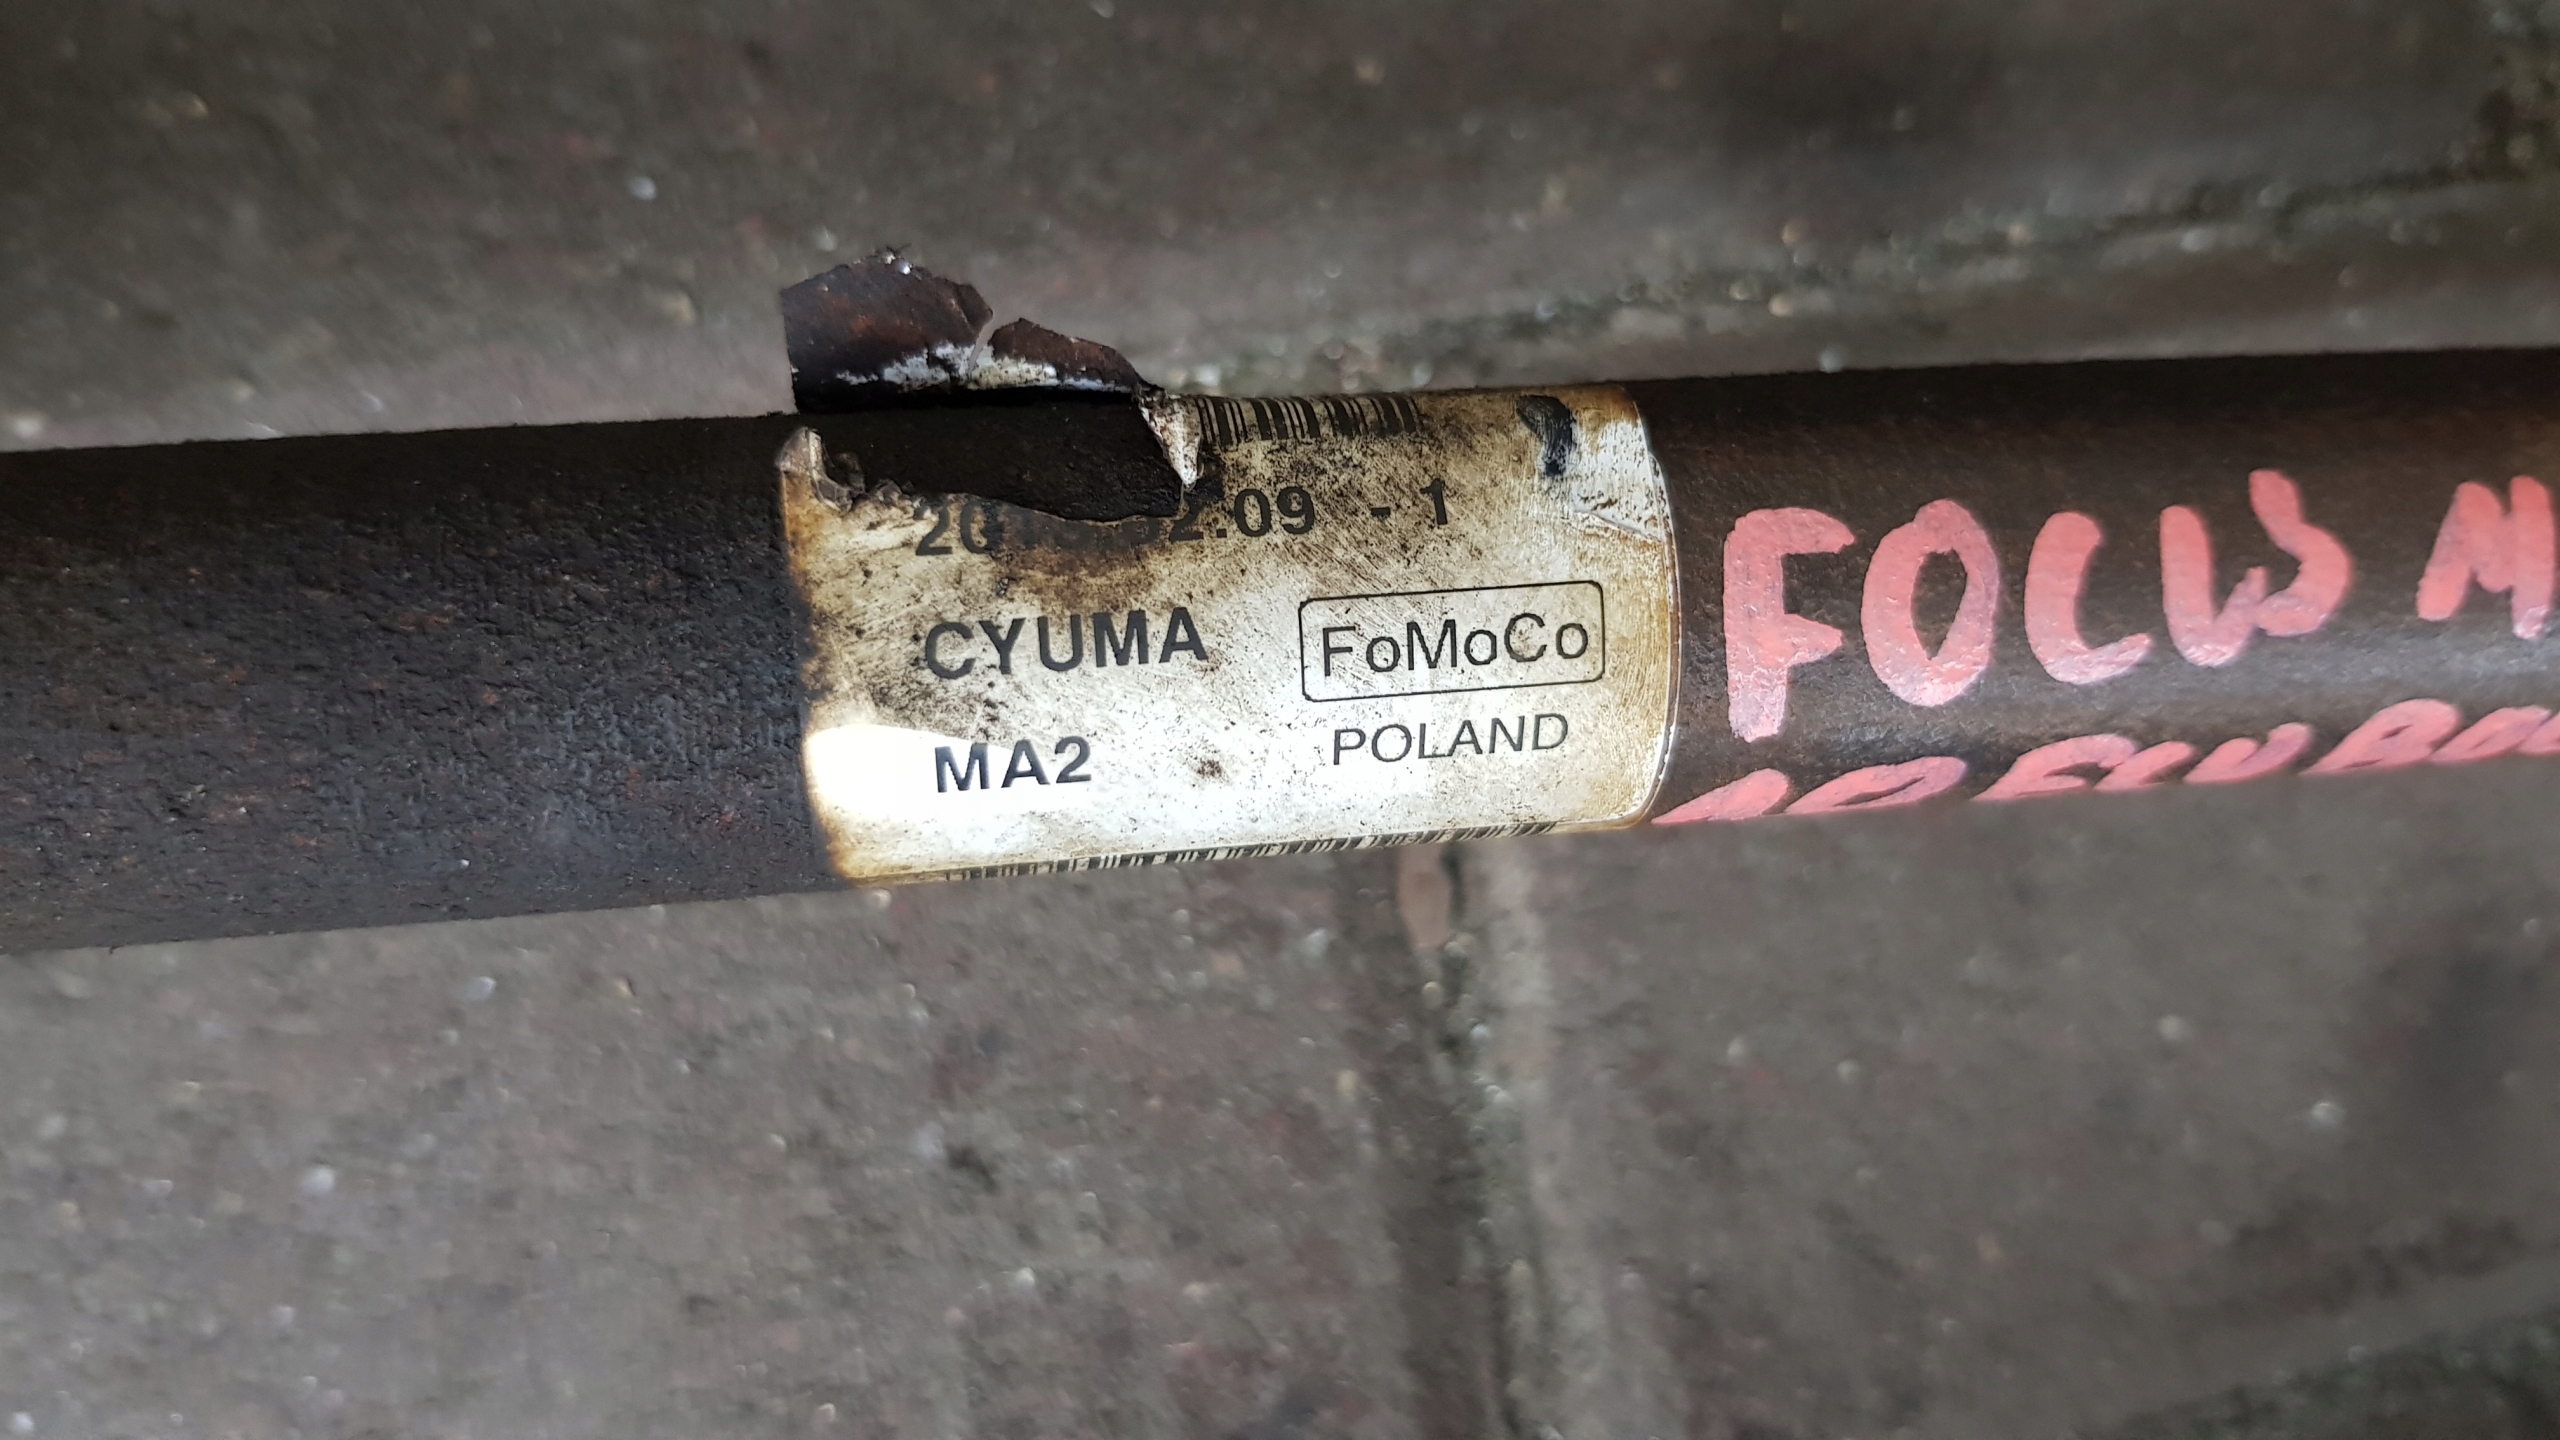 09 - 1
CYUMA
FoMoCo
MA2
POLAND
FOCUS M